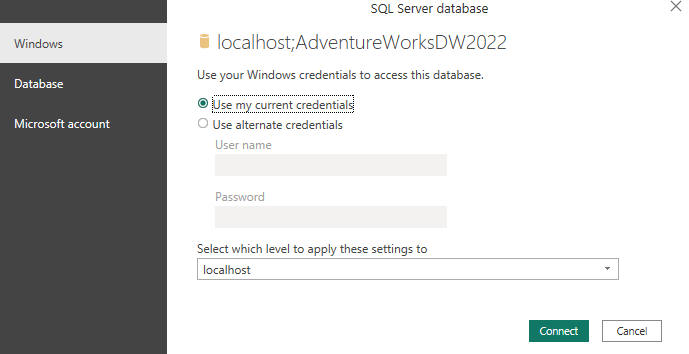 SQL Server database
Windows
Database
Microsoft account
localhost;AdventureWorksDW2022
Use your Windows credentials to access this database.
Use my current credentials
Use alternate credentials
User name
Password
Select which level to apply these settings to
localhost
Connect
Cancel